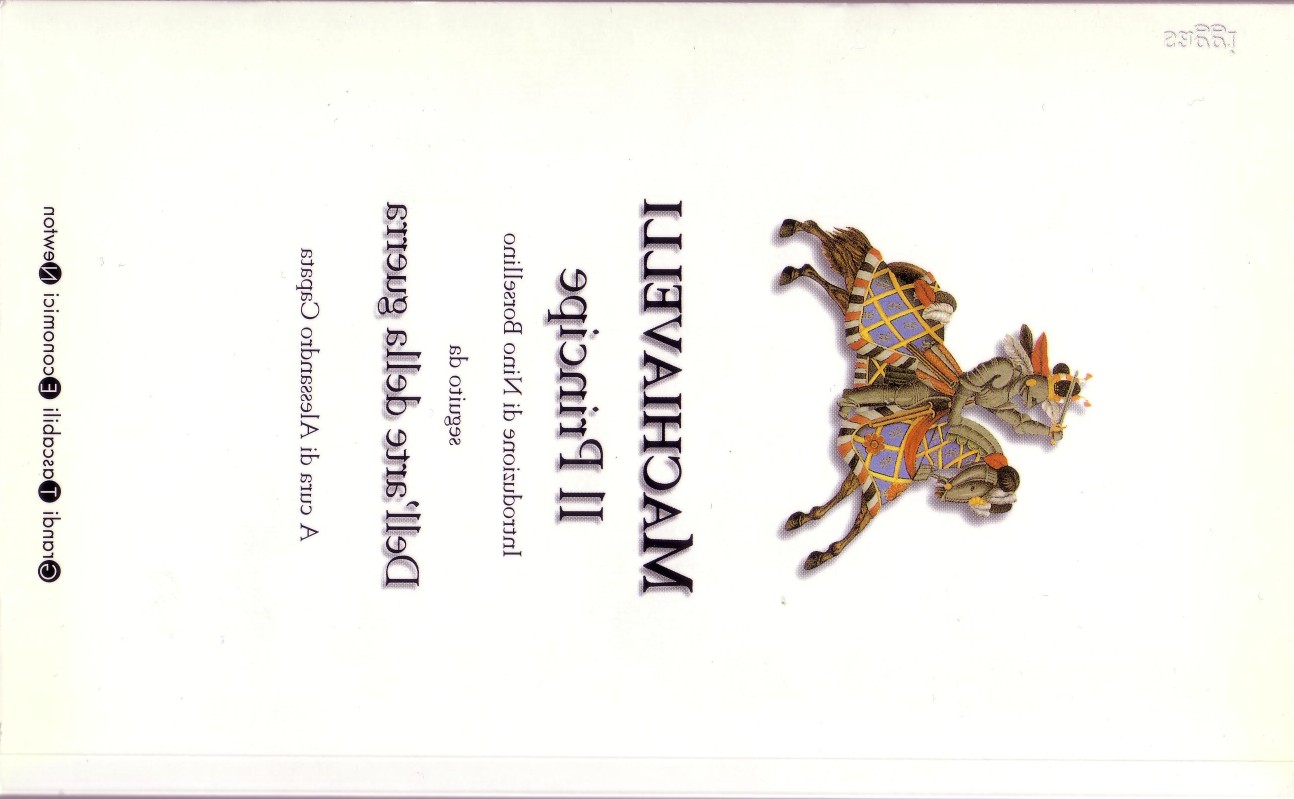 MACHIAVELLI
Il Principe
Introduzione di Nino Borsellino
seguito da
Dell'arte della guerra
A cura di Alessandro Capata
Grandi Tascabili Economici Newton